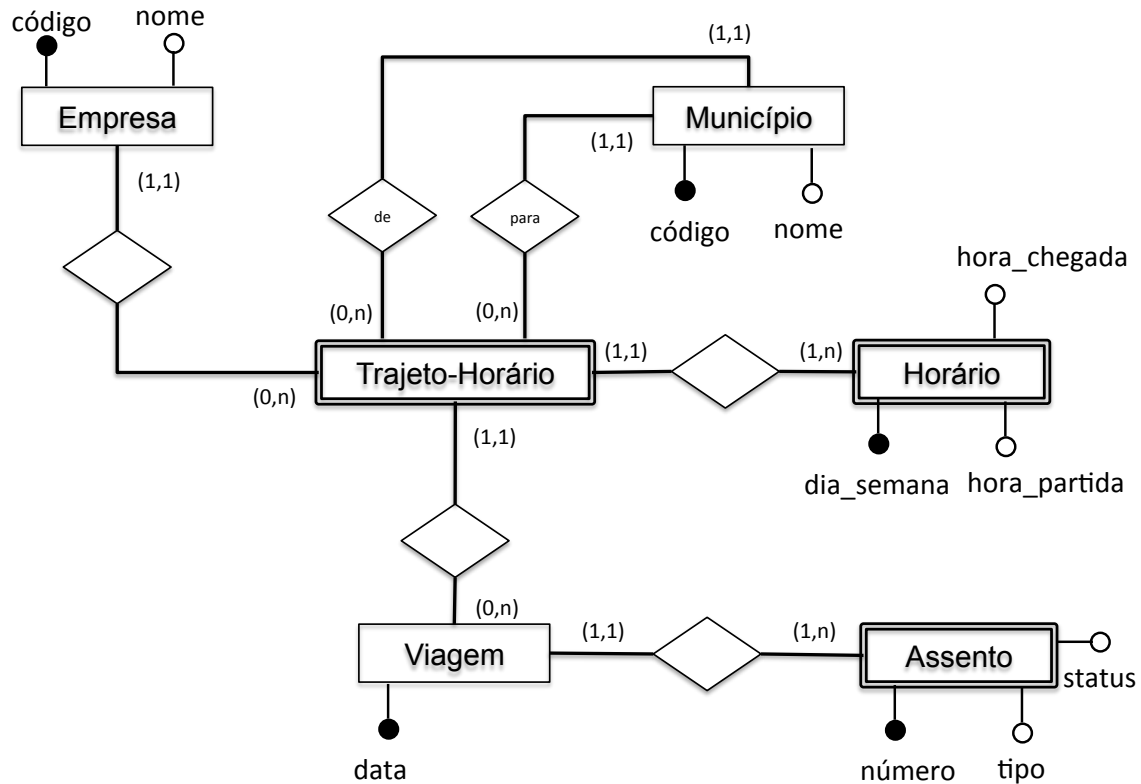 código
nome
Empresa
(1,1)
(1,1)
Município
(1,1)
código
nome
de
para
(0,n)
(0,n)
(0,n)
Trajeto-Horário
(1,1)
(1,n)
hora_chegada
Horário
dia_semana
hora_partida
(1,1)
(0,n)
Viagem
data
(1,1)
(1,n)
Assento
status
número
tipo